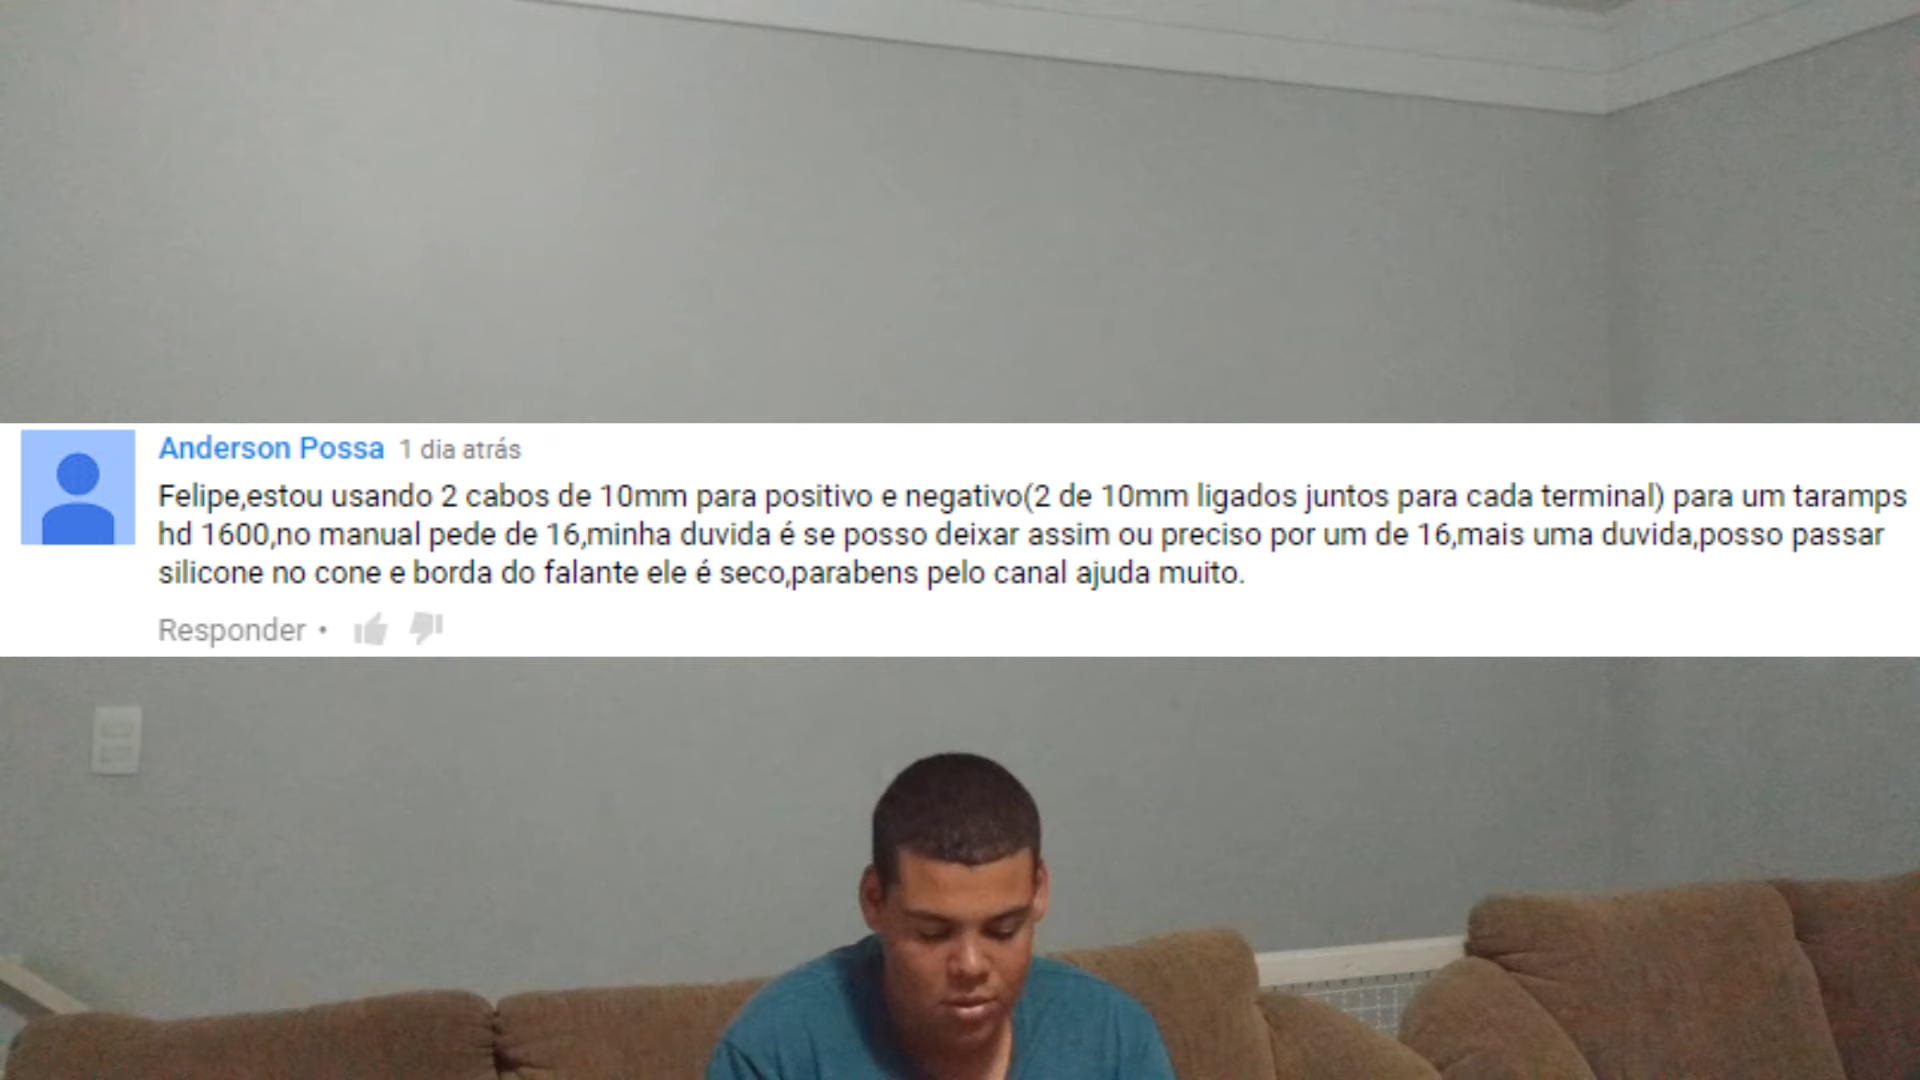 Anderson Possa 1 dia atrás
Felipe,estou usando 2 cabos de 10mm para positivo e negativo(2 de 10mm ligados juntos para cada terminal) para um taramps
hd 1600,no manual pede de 16,minha duvida é se posso deixar assim ou preciso por um de 16,mais uma duvida,posso passar
silicone no cone e borda do falante ele é seco,parabens pelo canal ajuda muito.
Responder •